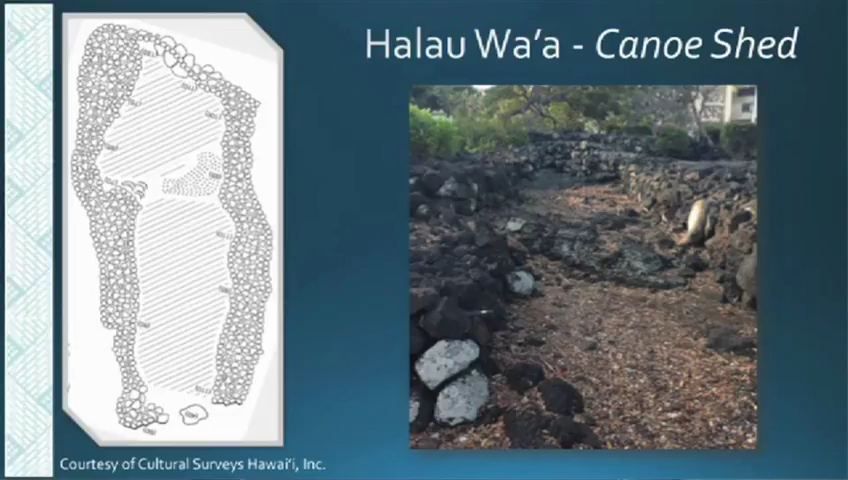 Halau Wa‘a - Canoe Shed
Courtesy of Cultural Surveys Hawai‘i, Inc.